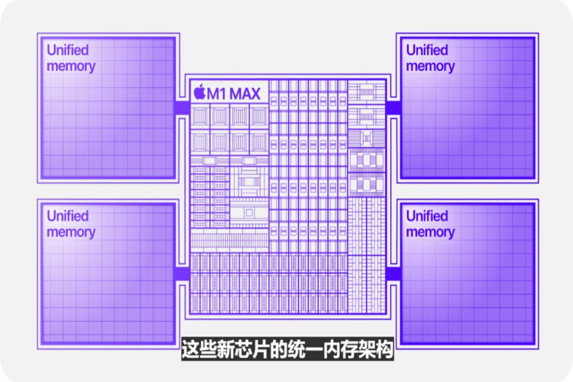 Unified
memory
Unified
memory
M1 MAX
Unified
memory
Unified
memory
这些新芯片的统一内存架构